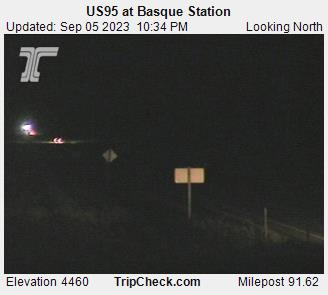 US95 at Basque Station
Updated: Sep 05 2023 10:34 PM Looking North
Elevation 4460 TripCheck.com Milepost 91.62